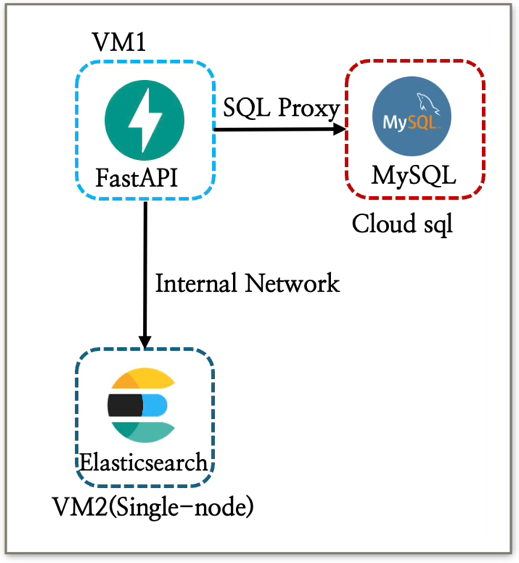 VM1
SQL Proxy
MySQL
FastAPI
MySQL
Cloud sql
Internal Network
Elasticsearch
VM2(Single-node)